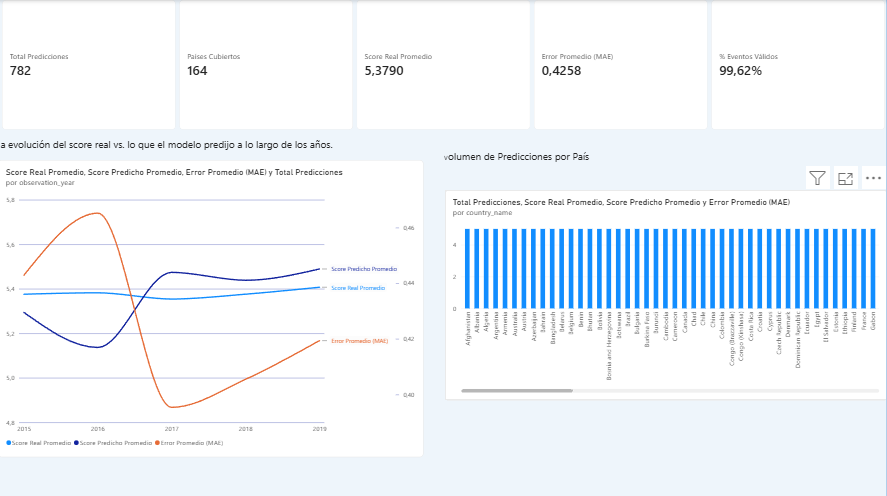 Total Predicciones
782
Países Cubiertos
164
Score Real Promedio
5,3790
Error Promedio (MAE)
0,4258
% Eventos Válidos
99,62%
a evolución del score real vs. lo que el modelo predijo a lo largo de los años.
Score Real Promedio, Score Predicho Promedio, Error Promedio (MAE) y Total Predicciones
por observation_year
5,8
5,6
5,4
5,2
5,0
4,8
0,46
0,44
0,42
0,40
Score Predicho Promedio
Score Real Promedio
Error Promedio (MAE)
2015
2016
2017
2018
2019
Score Real Promedio
Score Predicho Promedio
Error Promedio (MAE)
volumen de Predicciones por País
Total Predicciones, Score Real Promedio, Score Predicho Promedio y Error Promedio (MAE)
por country_name
4
2
0
Afghanistan
Albania
Algeria
Argentina
Armenia
Australia
Austria
Azerbaijan
Bahrain
Bangladesh
Belarus
Belgium
Benin
Bhutan
Bolivia
Bosnia and Herzegovina
Botswana
Brazil
Bulgaria
Burkina Faso
Burundi
Cambodia
Cameroon
Canada
Chad
Chile
China
Colombia
Congo (Brazzaville)
Congo (Kinshasa)
Costa Rica
Croatia
Cyprus
Czech Republic
Denmark
Dominican Republic
Ecuador
Egypt
El Salvador
Estonia
Ethiopia
Finland
France
Gabon